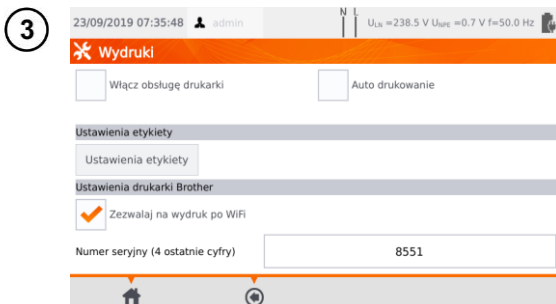 3
23/09/2019 07:35:48 admin N L ULN =238.5 V UNPE =0.7 V f=50.0 Hz
Wydruki
Włącz obsługę drukarki Auto drukowanie
Ustawienia etykiety
Ustawienia etykiety
Ustawienia drukarki Brother
Zezwalaj na wydruk po WiFi
Numer seryjny (4 ostatnie cyfry) 8551